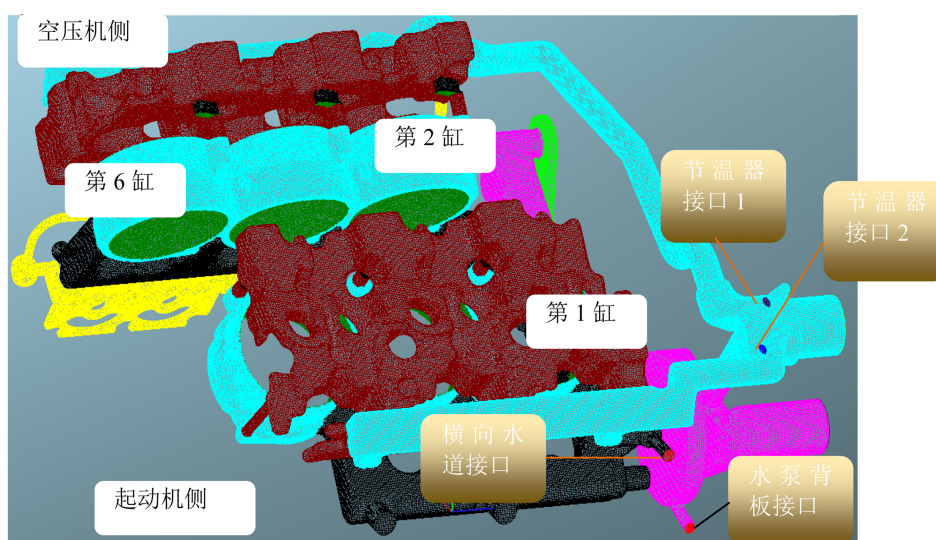 空压机侧
第 2 缸
第 6 缸
节温器
接口 1
节温器
接口 2
第 1 缸
横向水
道接口
水泵背
板接口
起动机侧